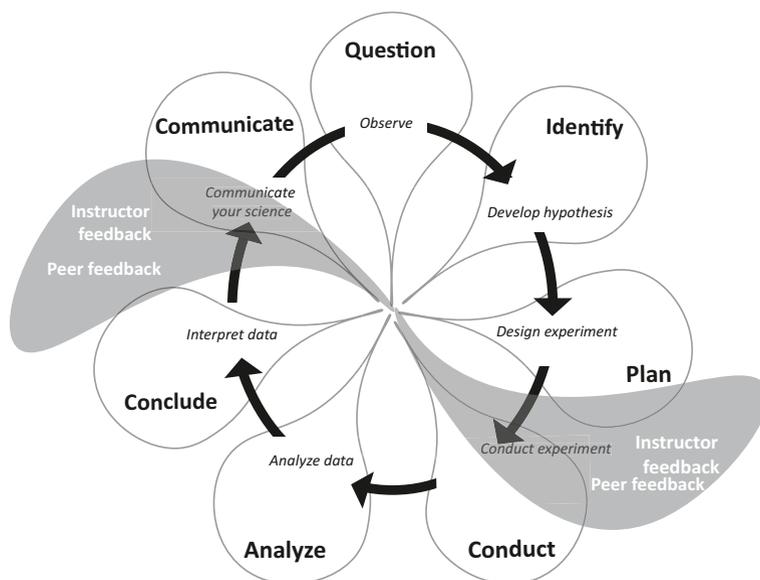 Question
Observe
Identify
Develop hypothesis
Design experiment
Plan
Conduct experiment
Instructor
feedback
Peer feedback
Conduct
Analyze data
Analyze
Interpret data
Conclude
Communicate
Communicate
your science
Instructor
feedback
Peer feedback